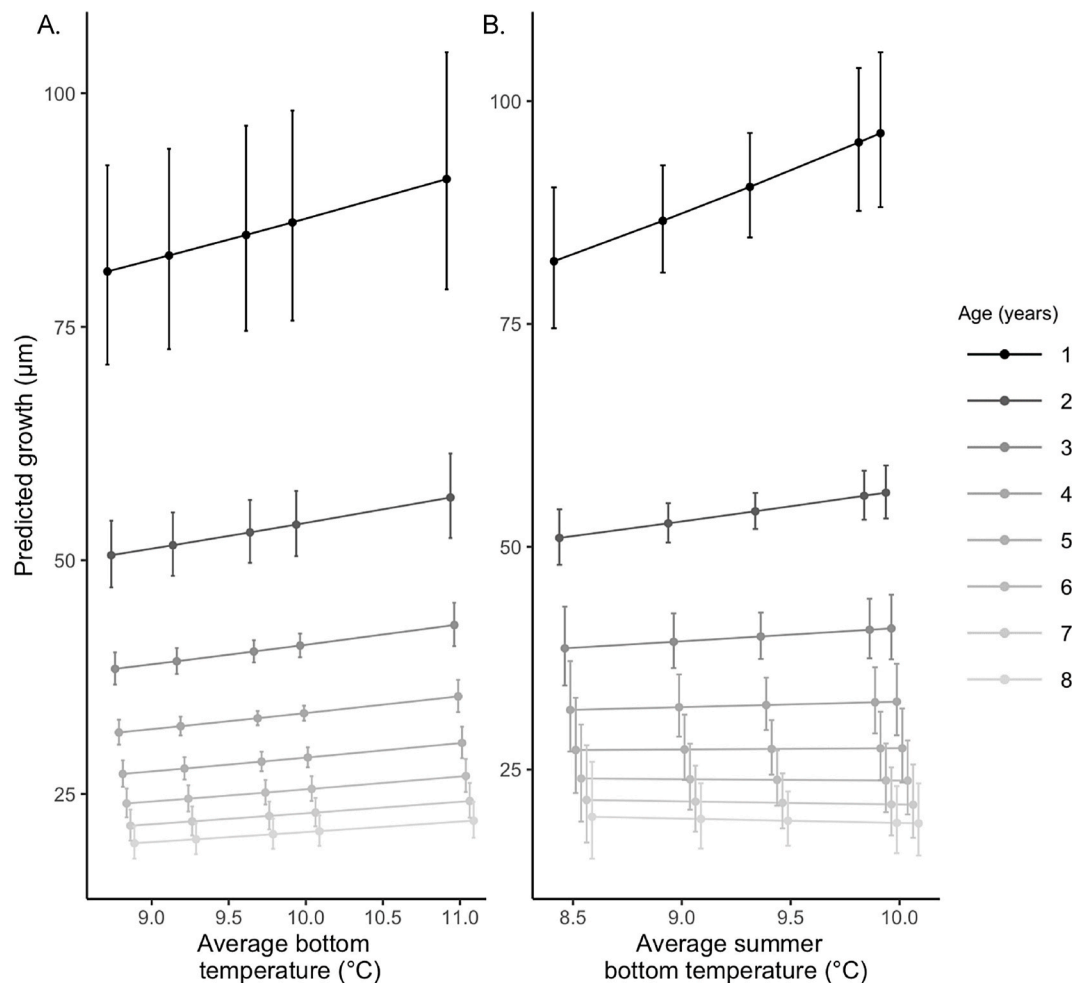 A.
B.
Predicted growth (µm)
100
75
50
25
9.0 9.5 10.0 10.5 11.0
Average bottom
temperature (°C)
100
75
50
25
8.5 9.0 9.5 10.0
Average summer
bottom temperature (°C)
Age (years)
1
2
3
4
5
6
7
8